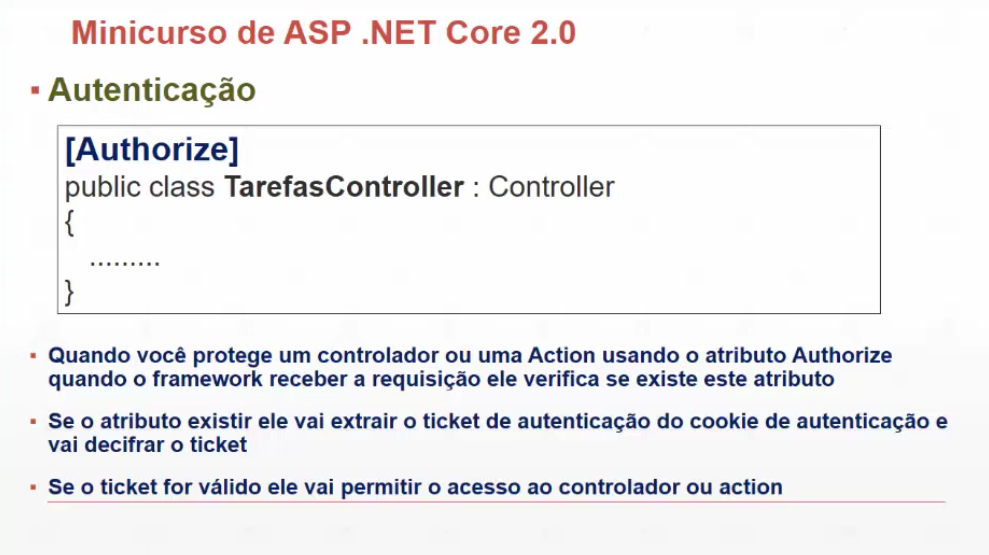 Minicurso de ASP .NET Core 2.0
▪ Autenticação
[Authorize]
public class TarefasController : Controller
{
.........
}
▪ Quando você protege um controlador ou uma Action usando o atributo Authorize
quando o framework receber a requisição ele verifica se existe este atributo
▪ Se o atributo existir ele vai extrair o ticket de autenticação do cookie de autenticação e
vai decifrar o ticket
▪ Se o ticket for válido ele vai permitir o acesso ao controlador ou action